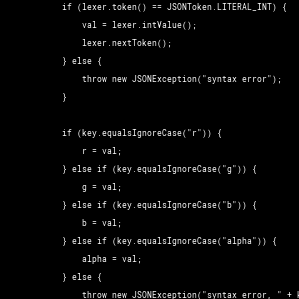 if (lexer.token() == JSONToken.LITERAL_INT) {
val = lexer.intValue();
lexer.nextToken();
} else {
throw new JSONException("syntax error");
}
if (key.equalsIgnoreCase("r")) {
r = val;
} else if (key.equalsIgnoreCase("g")) {
g = val;
} else if (key.equalsIgnoreCase("b")) {
b = val;
} else if (key.equalsIgnoreCase("alpha")) {
alpha = val;
} else {
throw new JSONException("syntax error, " +